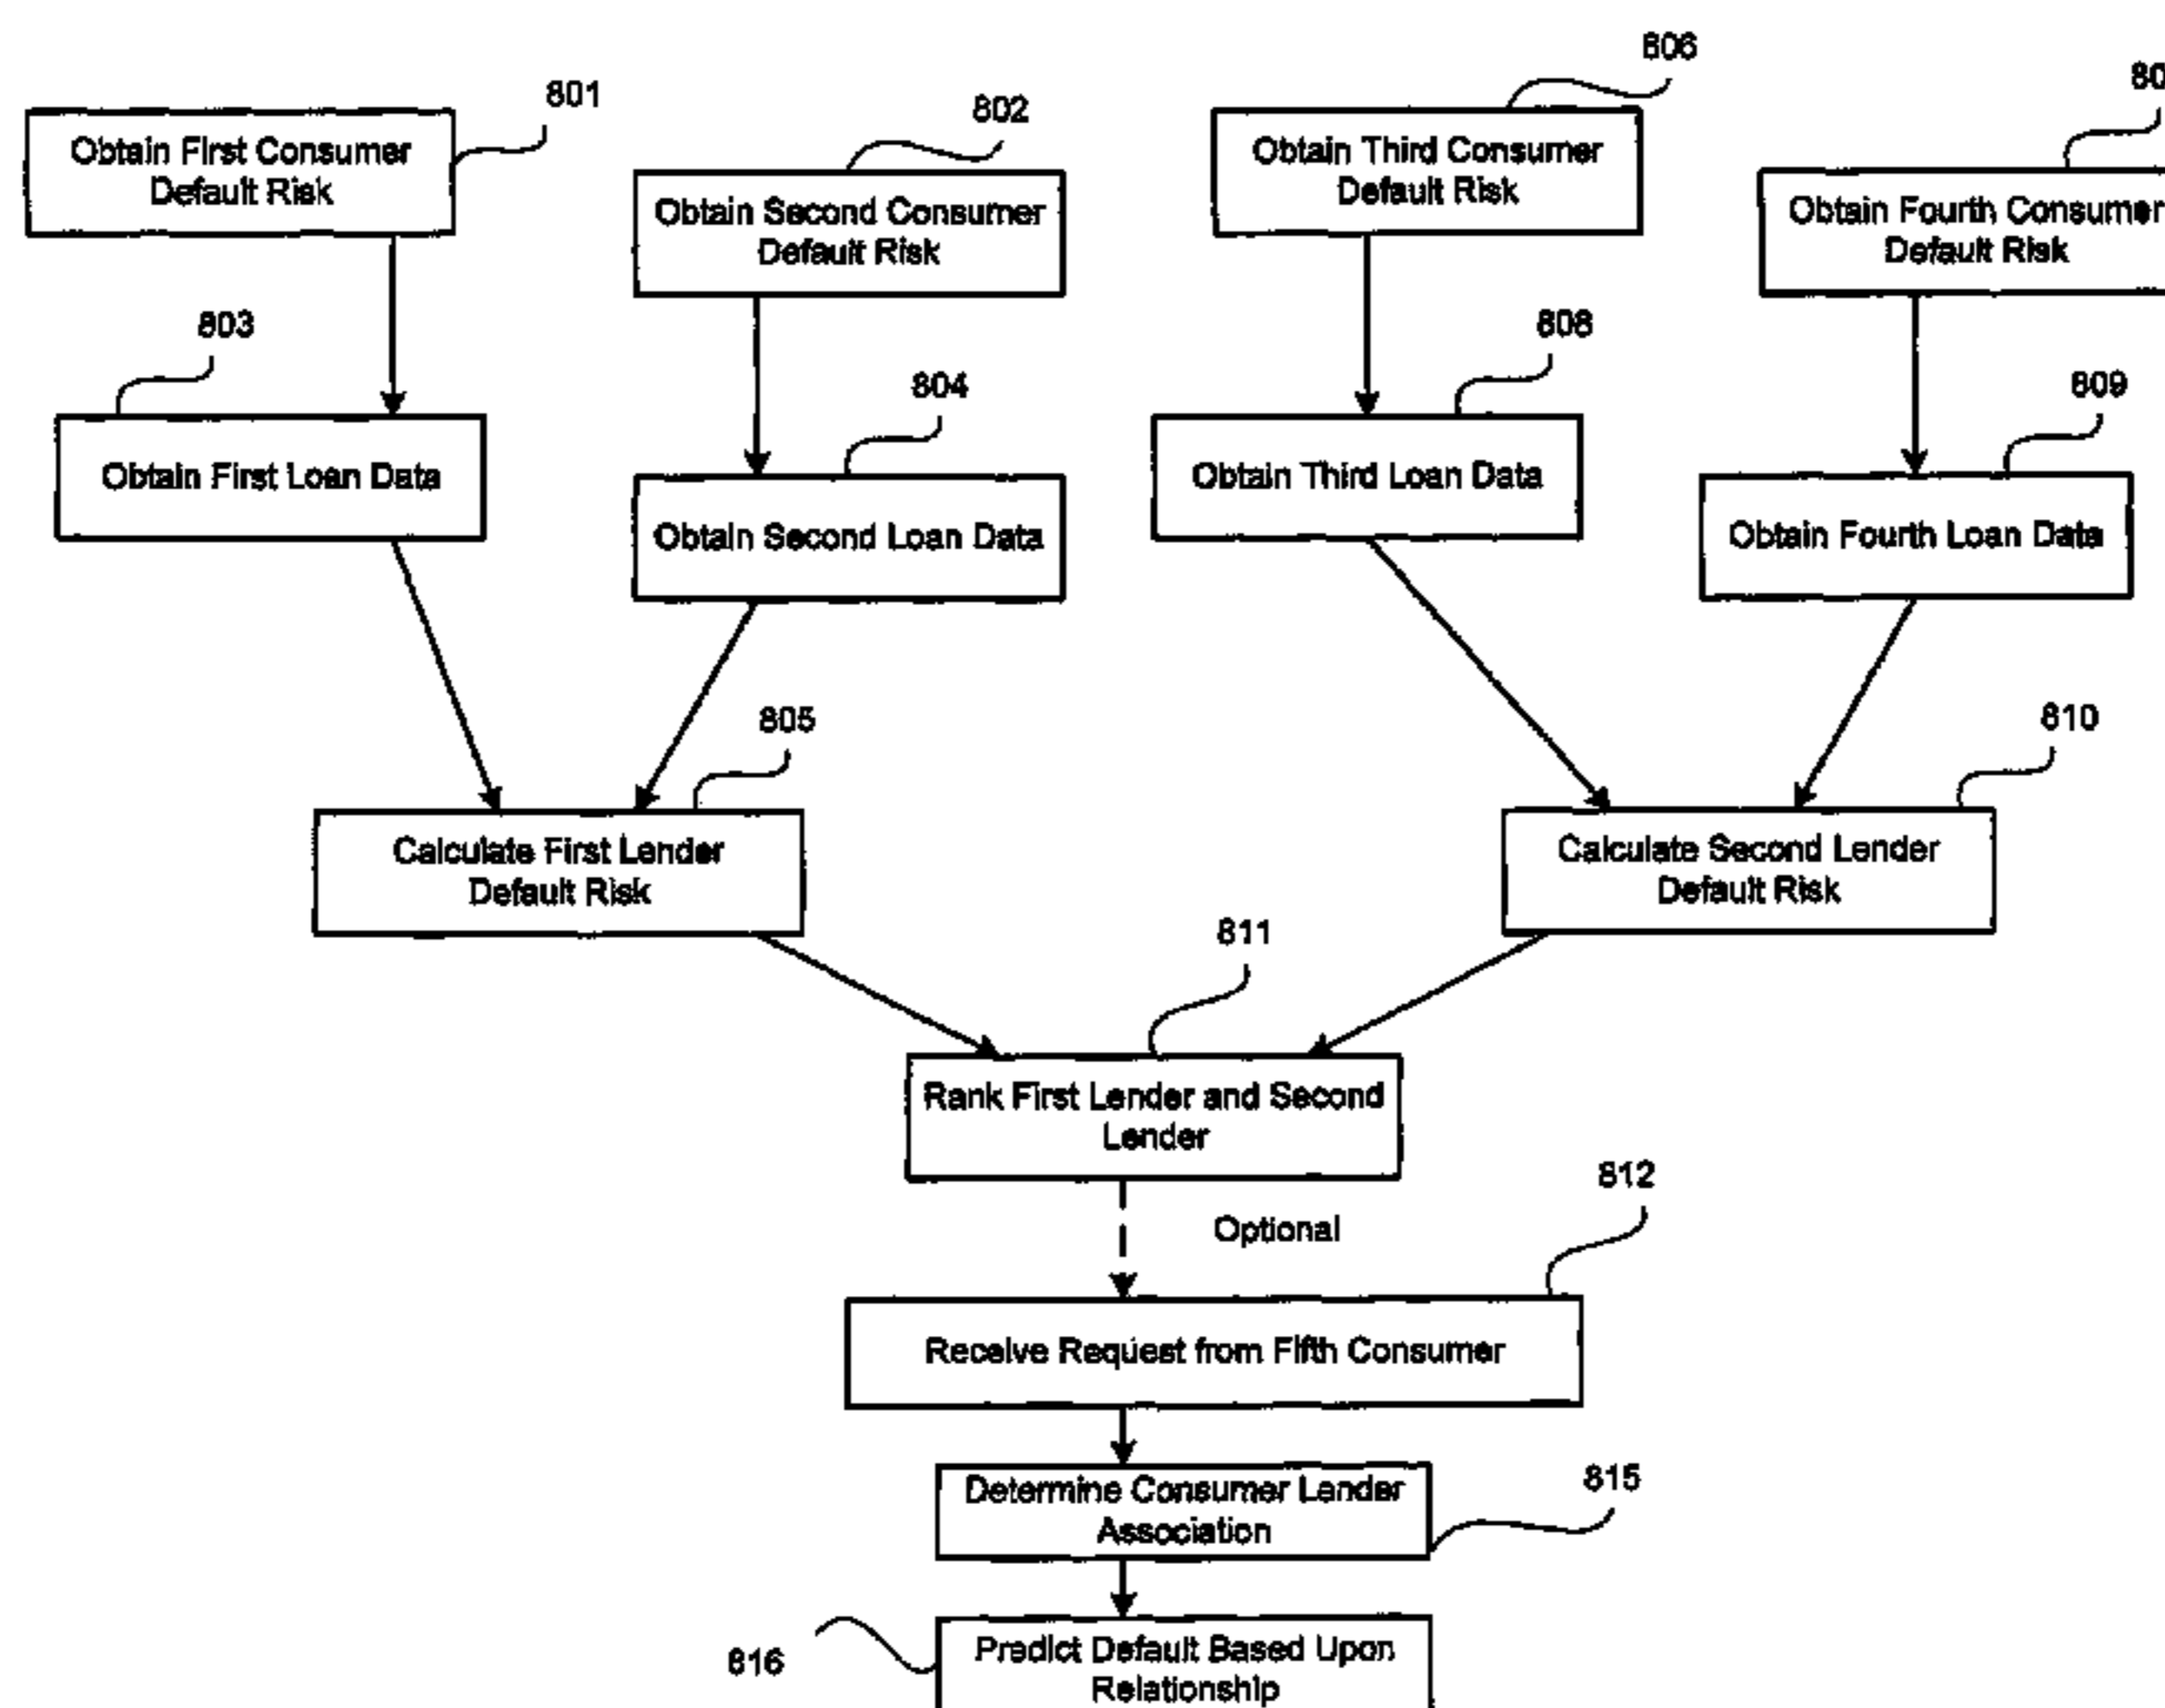 806
801
802
Obtain First Consumer
Default Risk
Obtain Third Consumer
Default Risk
Obtain Second Consumer
Default Risk
Obtain Fourth Consumer
Default Risk
803
808
804
809
Obtain First Loan Data
Obtain Third Loan Data
Obtain Second Loan Data
Obtain Fourth Loan Data
805
810
Calculate First Lender
Default Risk
Calculate Second Lender
Default Risk
811
Rank First Lender and Second
Lender
812
Optional
Receive Request from Fifth Consumer
815
Determine Consumer Lender
Association
816
Predict Default Based Upon
Relationship